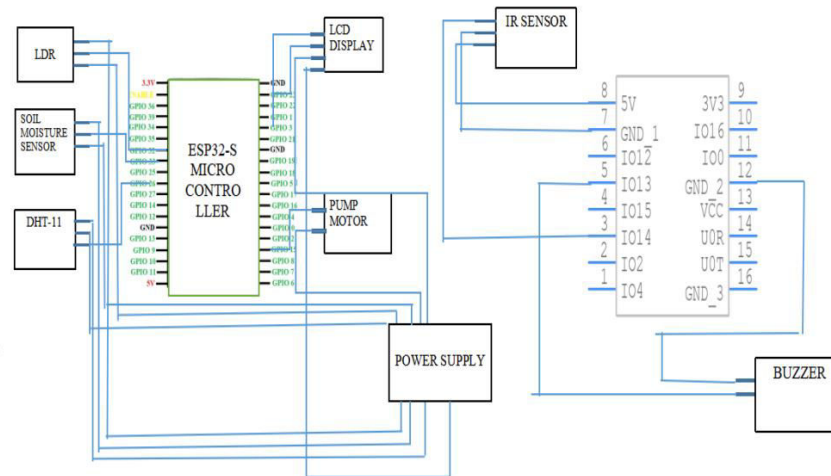 LDR
SOIL
MOISTURE
SENSOR
DHT-11
3.3V
GPIO 36
GPIO 39
GPIO 34
GPIO 35
GPIO 32
GPIO 33
GPIO 25
GPIO 26
GPIO 27
GPIO 14
GPIO 12
GND
GPIO 13
GPIO 9
GPIO 10
GPIO 11
5V
ESP32-S
MICRO
CONTRO
LLER
GND
GPIO
GPIO 22
GPIO 1
GPIO 3
GPIO 21
GND
GPIO 19
GPIO 18
GPIO 5
GPIO
GPIO 16
GPIO 4
GPIO 0
GPIO 2
GPIO 15
GPIO 8
GPIO 7
GPIO 6
LCD
DISPLAY
PUMP
MOTOR
POWER SUPPLY
IR SENSOR
8 5V
7 GND_1
6 IO12
5 IO13
4 IO15
3 IO14
2 IO2
1 IO4
3V3 9
IO16 10
IO0 11
GND_2 12
VCC 13
U0R 14
U0T 15
GND_3 16
BUZZER